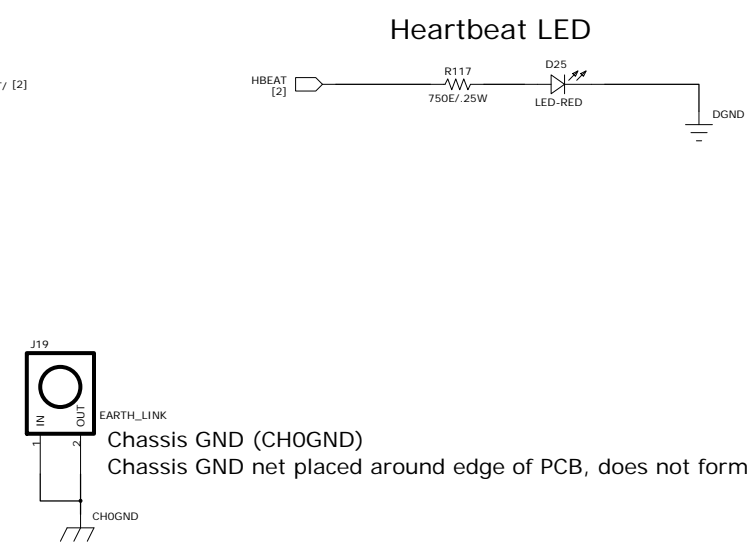 Heartbeat LED
/ [2]
HBEAT
[2]
R117
750E/.25W
D25
LED-RED
DGND
J19
IN
OUT
EARTH_LINK
1
2
Chassis GND (CH0GND)
Chassis GND net placed around edge of PCB, does not form
CH0GND